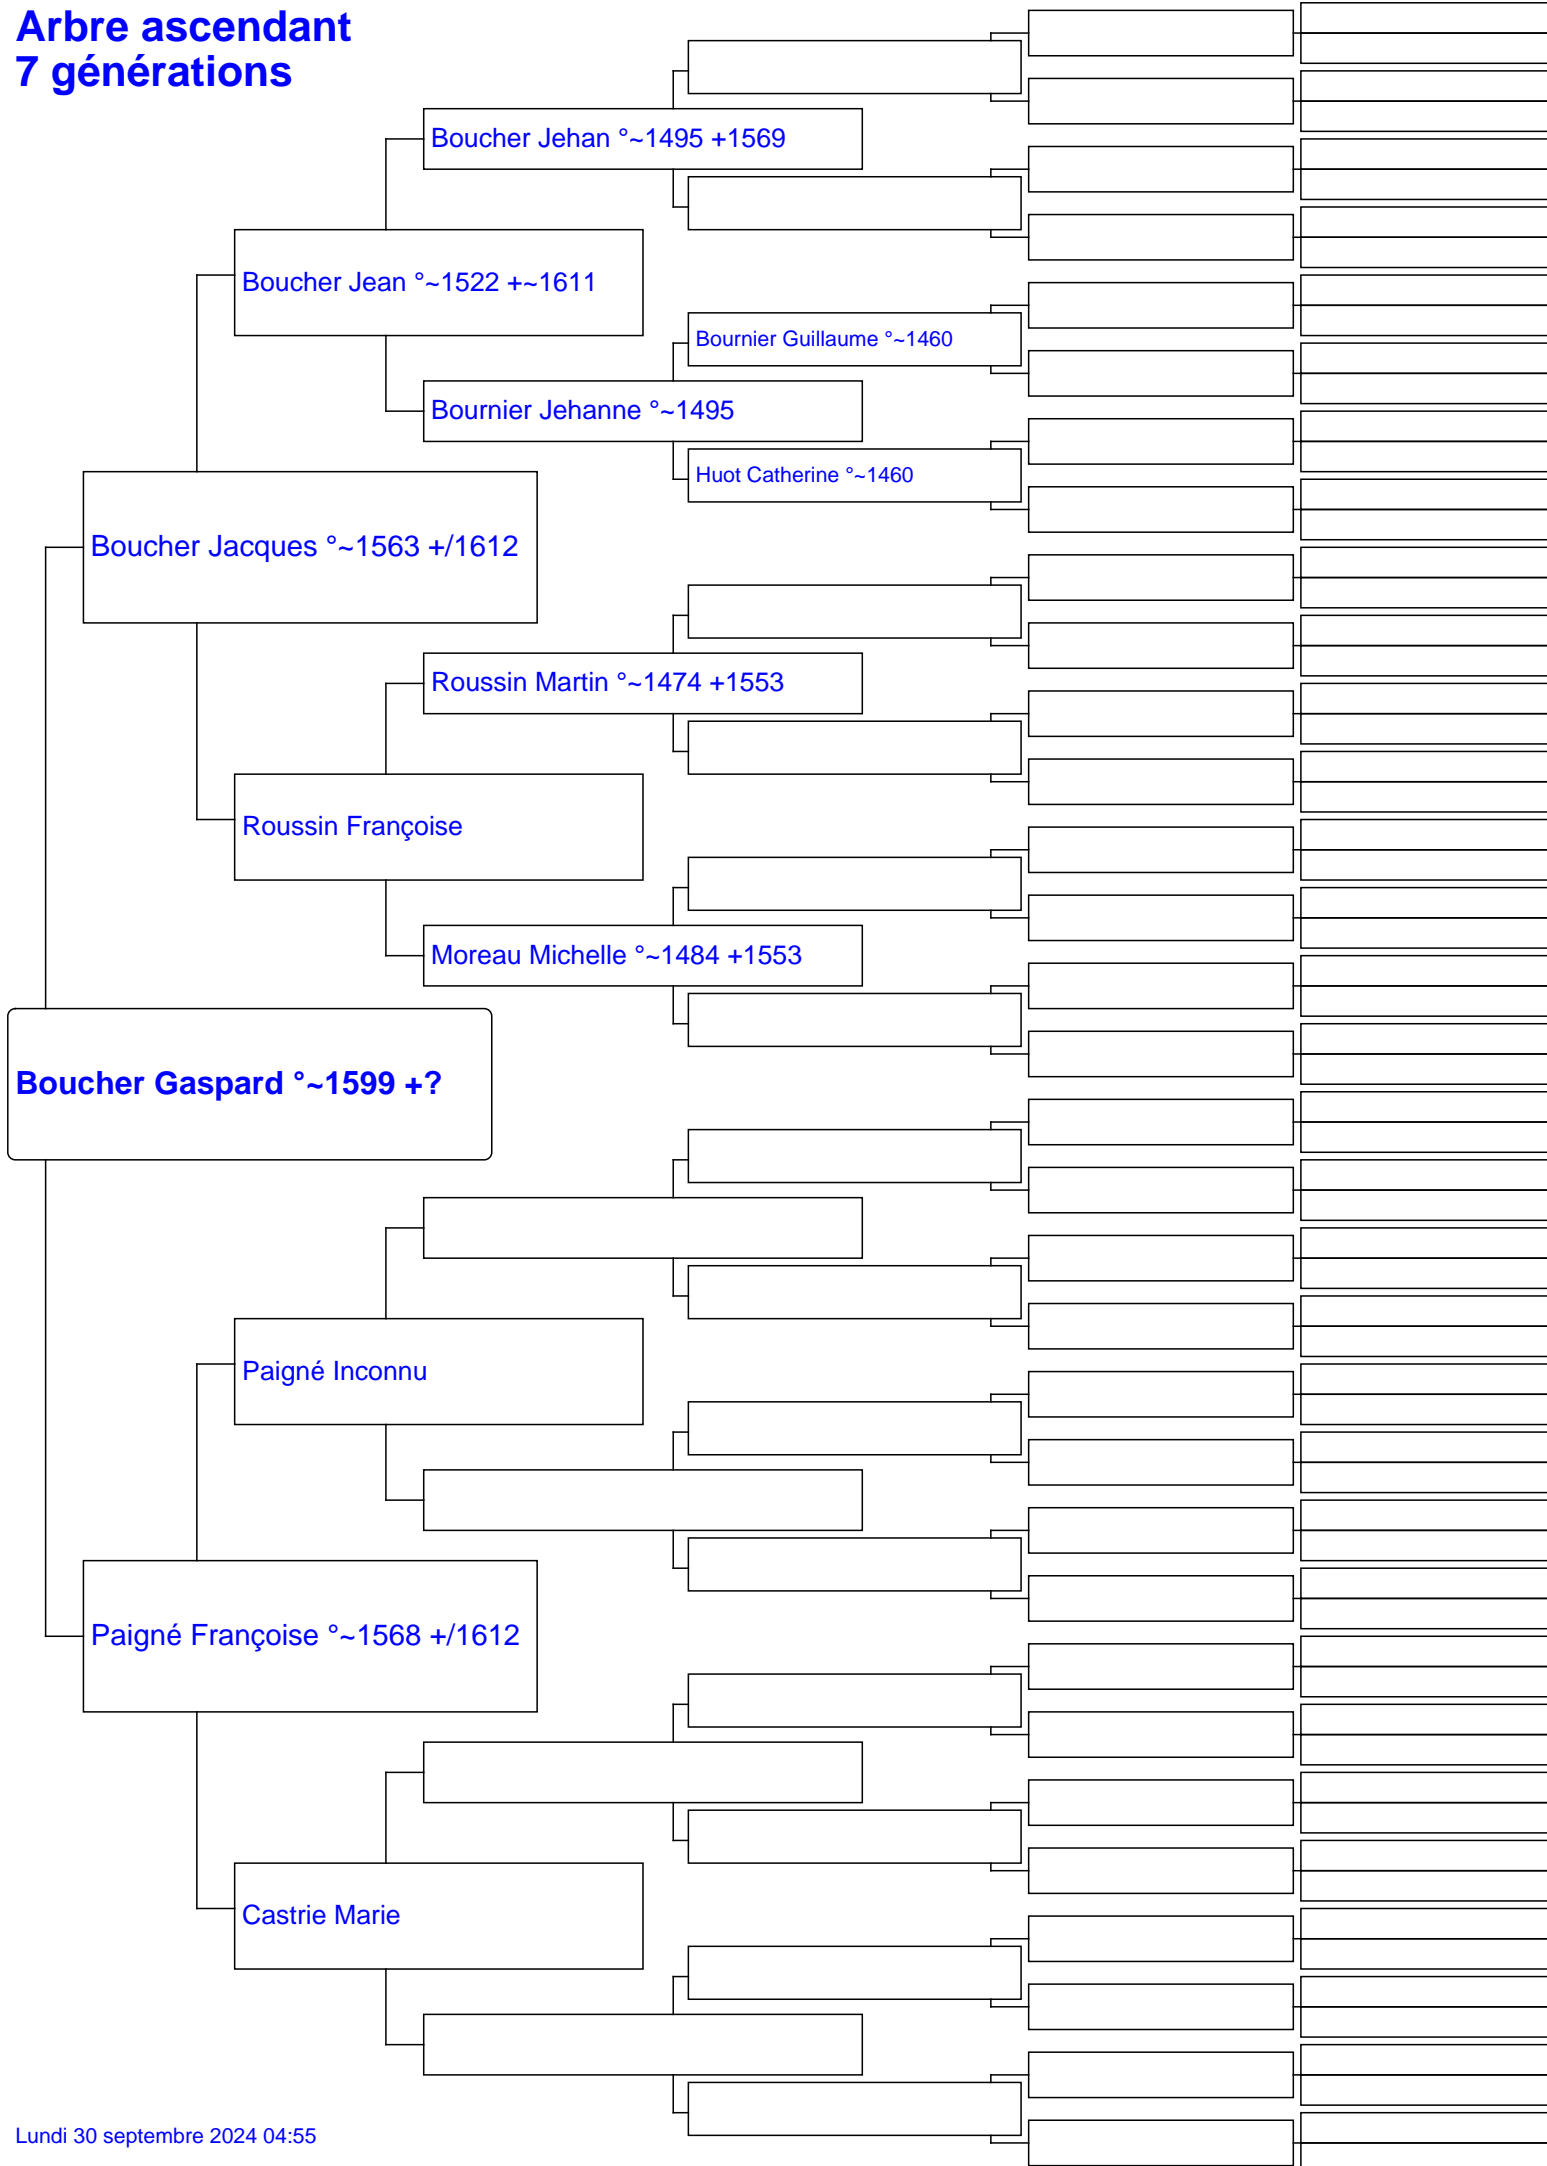 Arbre ascendant
7 générations
Boucher Jehan °~1495 +1569
Boucher Jean °~1522 +~1611
Bournier Guillaume °~1460
Bournier Jehanne °~1495
Huot Catherine °~1460
Boucher Jacques °~1563 +/1612
Roussin Martin °~1474 +1553
Roussin Françoise
Moreau Michelle °~1484 +1553
Boucher Gaspard °~1599 +?
Paigné Inconnu
Paigné Françoise °~1568 +/1612
Castrie Marie
Lundi 30 septembre 2024 04:55